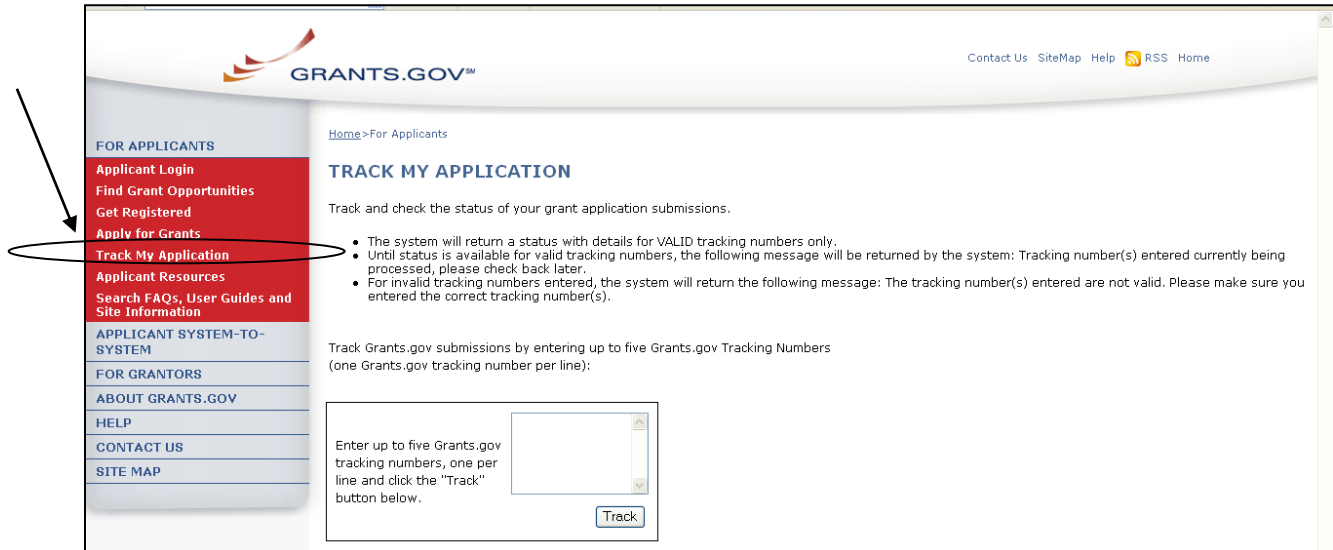 GRANTS.GOV℠
Contact Us SiteMap Help RSS Home
FOR APPLICANTS
Applicant Login
Find Grant Opportunities
Get Registered
Apply for Grants
Track My Application
Applicant Resources
Search FAQs, User Guides and
Site Information
APPLICANT SYSTEM-TO-
SYSTEM
FOR GRANTORS
ABOUT GRANTS.GOV
HELP
CONTACT US
SITE MAP
Home>For Applicants
TRACK MY APPLICATION
Track and check the status of your grant application submissions.
• The system will return a status with details for VALID tracking numbers only.
• Until status is available for valid tracking numbers, the following message will be returned by the system: Tracking number(s) entered currently being
processed, please check back later.
• For invalid tracking numbers entered, the system will return the following message: The tracking number(s) entered are not valid. Please make sure you
entered the correct tracking number(s).
Track Grants.gov submissions by entering up to five Grants.gov Tracking Numbers
(one Grants.gov tracking number per line):
Enter up to five Grants.gov
tracking numbers, one per
line and click the "Track"
button below.
Track